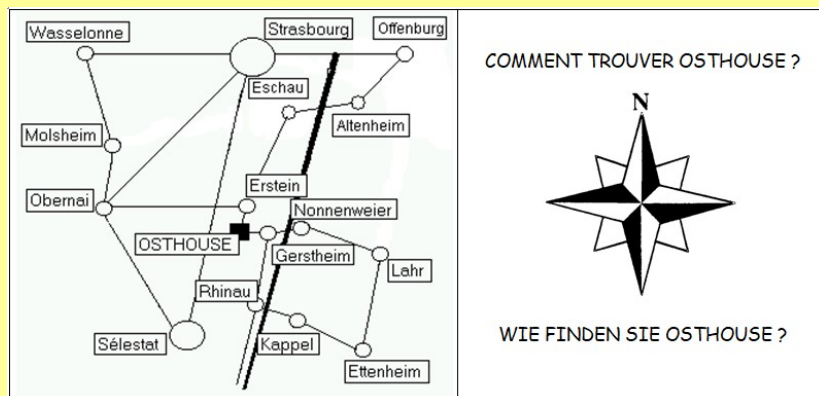 Wasselonne
Strasbourg
Offenburg
Eschau
Molsheim
Altenheim
Obernai
Erstein
Nonnenweier
OSTHOUSE
Gerstheim
Lahr
Rhinau
Sélestat
Kappel
Ettenheim
COMMENT TROUVER OSTHOUSE ?
N
WIE FINDEN SIE OSTHOUSE ?